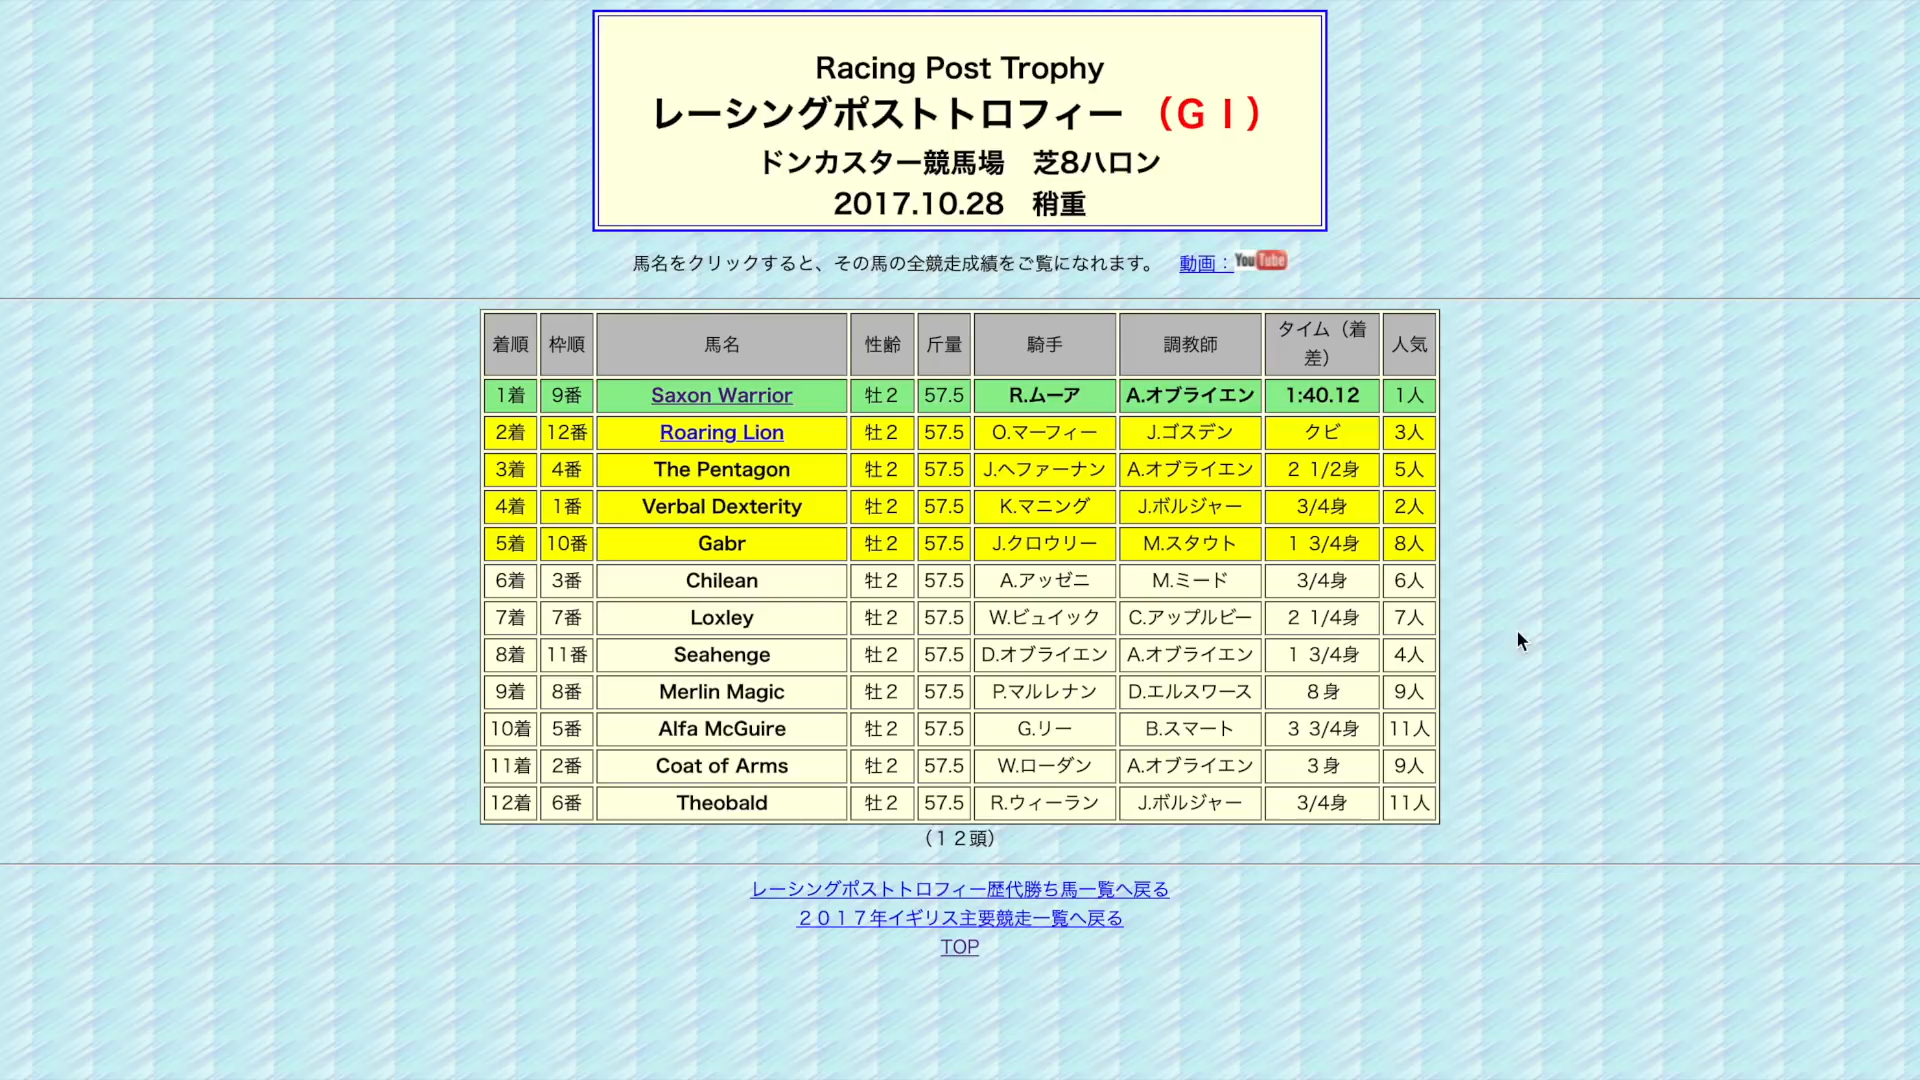 Racing Post Trophy
レーシングポストトロフィー （ＧⅠ）
ドンカスター競馬場　芝8ハロン
2017.10.28　稍重
馬名をクリックすると、その馬の全競走成績をご覧になれます。　動画：YouTube
着順 枠順 馬名 性齢 斤量 騎手 調教師 タイム（着差） 人気
1着 9番 Saxon Warrior 牡２ 57.5 R.ムーア A.オブライエン 1:40.12 1人
2着 12番 Roaring Lion 牡２ 57.5 O.マーフィー J.ゴスデン クビ 3人
3着 4番 The Pentagon 牡２ 57.5 J.ヘファーナン A.オブライエン 2 1/2身 5人
4着 1番 Verbal Dexterity 牡２ 57.5 K.マニング J.ボルジャー 3/4身 2人
5着 10番 Gabr 牡２ 57.5 J.クロウリー M.スタウト 1 3/4身 8人
6着 3番 Chilean 牡２ 57.5 A.アッゼニ M.ミード 3/4身 6人
7着 7番 Loxley 牡２ 57.5 W.ビュイック C.アップルビー 2 1/4身 7人
8着 11番 Seahenge 牡２ 57.5 D.オブライエン A.オブライエン 1 3/4身 4人
9着 8番 Merlin Magic 牡２ 57.5 P.マルレナン D.エルスワース ８身 9人
10着 5番 Alfa McGuire 牡２ 57.5 G.リー B.スマート 3 3/4身 11人
11着 2番 Coat of Arms 牡２ 57.5 W.ローダン A.オブライエン ３身 9人
12着 6番 Theobald 牡２ 57.5 R.ウィーラン J.ボルジャー 3/4身 11人
（１２頭）
レーシングポストトロフィー歴代勝ち馬一覧へ戻る
２０１７年イギリス主要競走一覧へ戻る
TOP